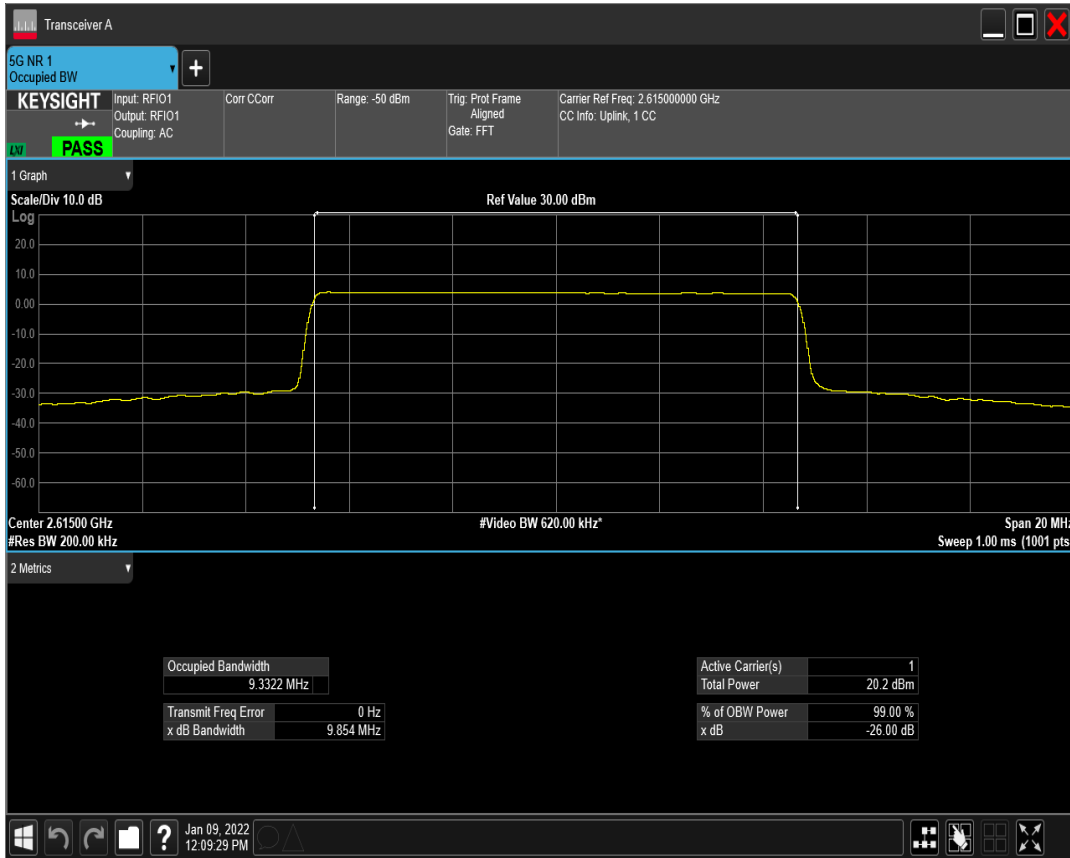 Transceiver A
5G NR 1
Occupied BW
KEYSIGHT
LXI
PASS
Input: RFIO1
Output: RFIO1
Coupling: AC
Corr CCorr
Range: -50 dBm
Trig: Prot Frame
Aligned
Gate: FFT
Carrier Ref Freq: 2.615000000 GHz
CC Info: Uplink, 1 CC
1 Graph
Scale/Div 10.0 dB
Ref Value 30.00 dBm
Log
20.0
10.0
0.00
-10.0
-20.0
-30.0
-40.0
-50.0
-60.0
Center 2.61500 GHz
#Video BW 620.00 kHz*
Span 20 MHz
#Res BW 200.00 kHz
Sweep 1.00 ms (1001 pts
2 Metrics
Occupied Bandwidth
9.3322 MHz
Transmit Freq Error 0 Hz
x dB Bandwidth 9.854 MHz
Active Carrier(s) 1
Total Power 20.2 dBm
% of OBW Power 99.00 %
x dB -26.00 dB
?
Jan 09, 2022
12:09:29 PM